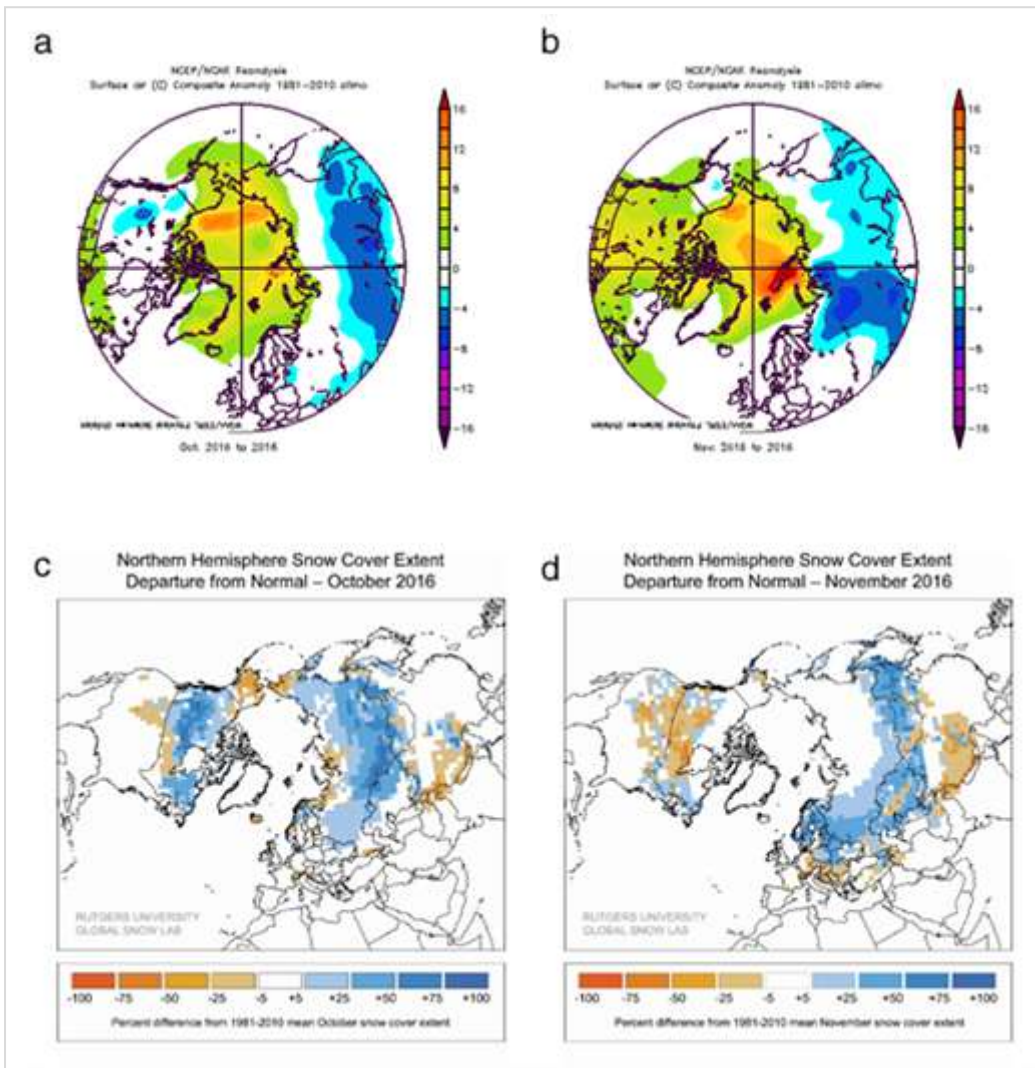 a
NCEP/NCAR Reanalysis
Surface air (C) Composite Anomaly 1981-2010 climo
16
12
8
4
0
-4
-8
-12
-16
Oct: 2016 to 2016
b
NCEP/NCAR Reanalysis
Surface air (C) Composite Anomaly 1981-2010 climo
16
12
8
4
0
-4
-8
-12
-16
Nov: 2016 to 2016
c
Northern Hemisphere Snow Cover Extent
Departure from Normal – October 2016
RUTGERS UNIVERSITY
GLOBAL SNOW LAB
-100 -75 -50 -25 -5 +5 +25 +50 +75 +100
Percent difference from 1981-2010 mean October snow cover extent
d
Northern Hemisphere Snow Cover Extent
Departure from Normal – November 2016
RUTGERS UNIVERSITY
GLOBAL SNOW LAB
-100 -75 -50 -25 -5 +5 +25 +50 +75 +100
Percent difference from 1981-2010 mean November snow cover extent